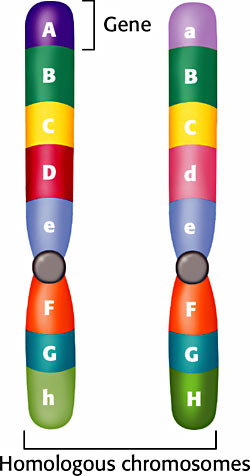 Gene
A a
B B
C C
D d
e e
F F
G G
h H
Homologous chromosomes